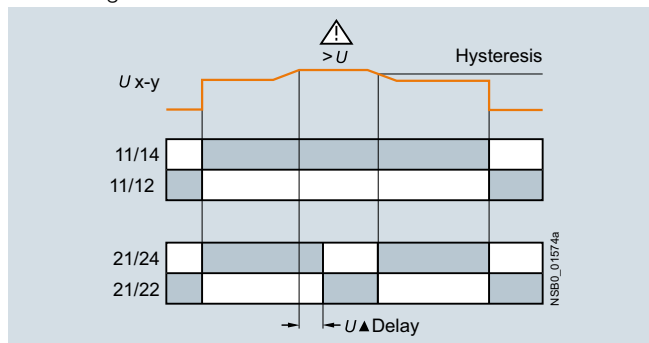 > U
Hysteresis
U x-y
11/14
11/12
21/24
21/22
U▲Delay
NSB0_01574a